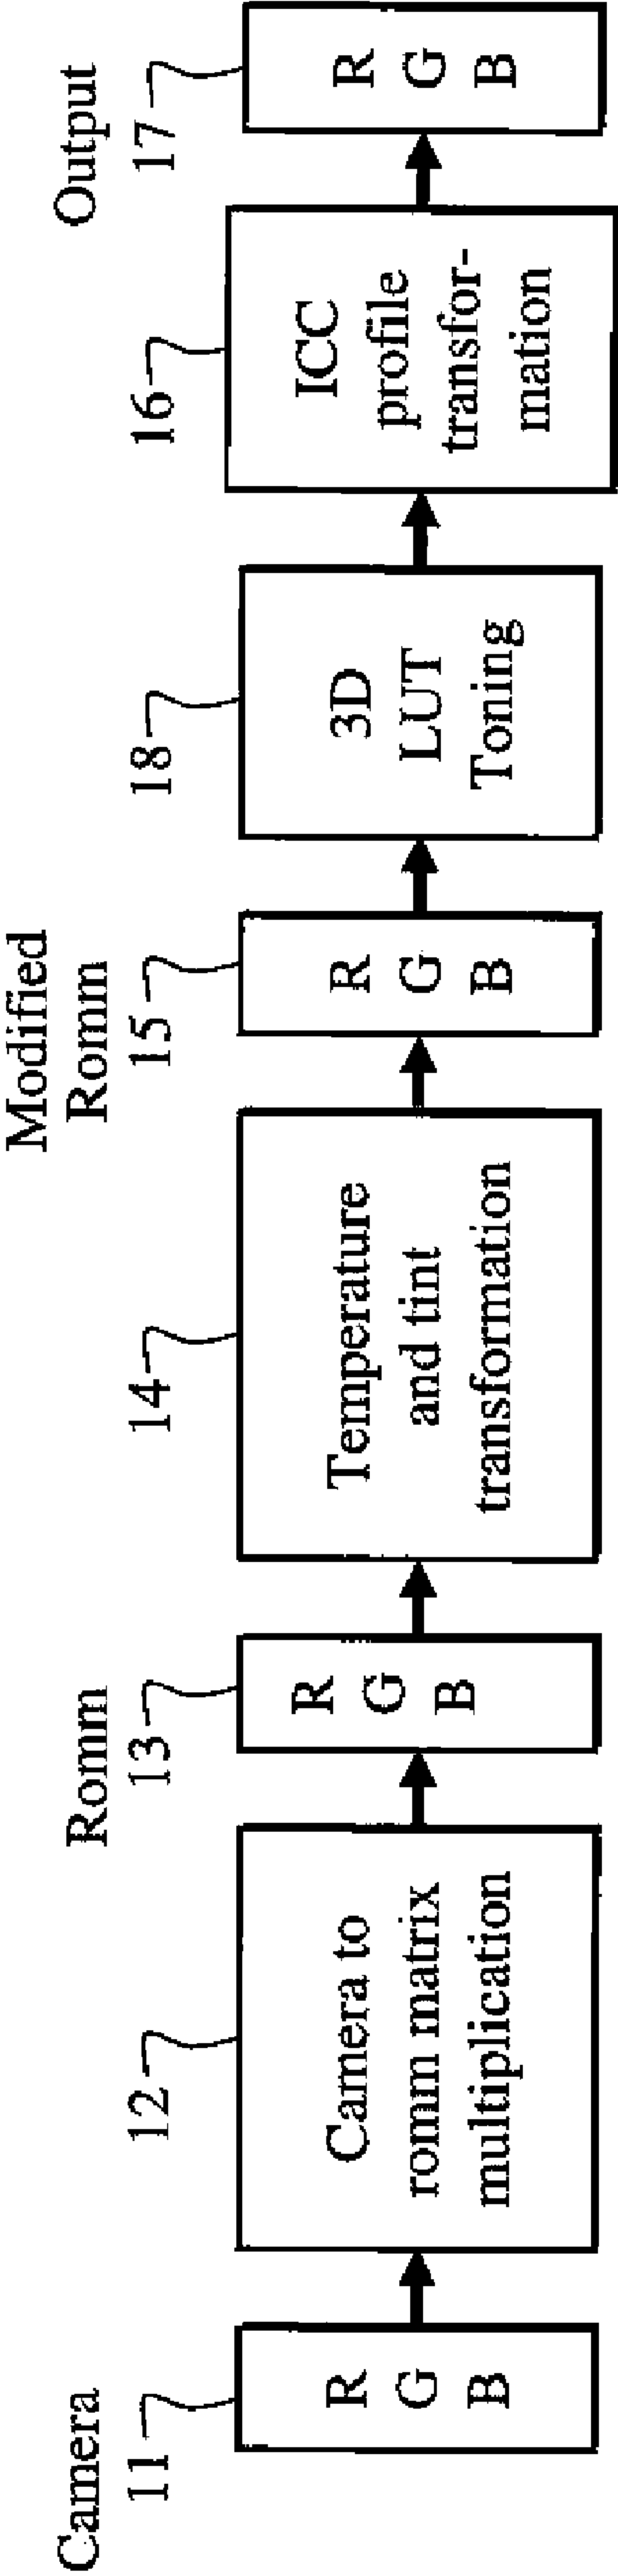 Camera
11
R
G
B
12
Camera to
romm matrix
multiplication
Romm
13
R
G
B
14
Temperature
and tint
transformation
Modified
Romm
15
R
G
B
18
3D
LUT
Toning
16
ICC
profile
transfor-
mation
Output
17
R
G
B